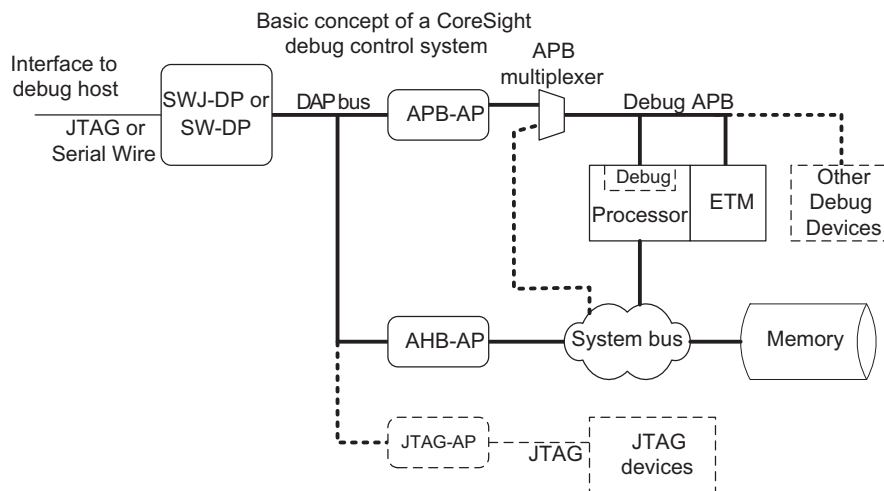 Basic concept of a CoreSight
debug control system
Interface to
debug host
JTAG or
Serial Wire
SWJ-DP or
SW-DP
DAP bus
APB-AP
APB
multiplexer
Debug APB
Debug
Processor
ETM
Other
Debug
Devices
AHB-AP
System bus
Memory
JTAG-AP
JTAG
JTAG
devices